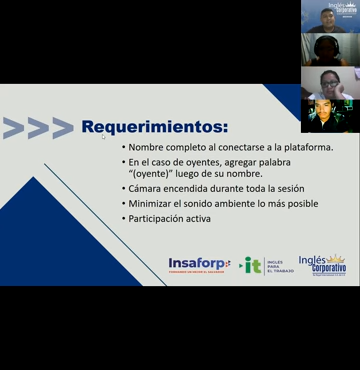 Inglés
Corporativo
>>> Requerimientos:
• Nombre completo al conectarse a la plataforma.
• En el caso de oyentes, agregar palabra
“(oyente)” luego de su nombre.
• Cámara encendida durante toda la sesión
• Minimizar el sonido ambiente lo más posible
• Participación activa
Insaforp
it
INGLÉS
PARA
EL TRABAJO
Inglés
Corporativo